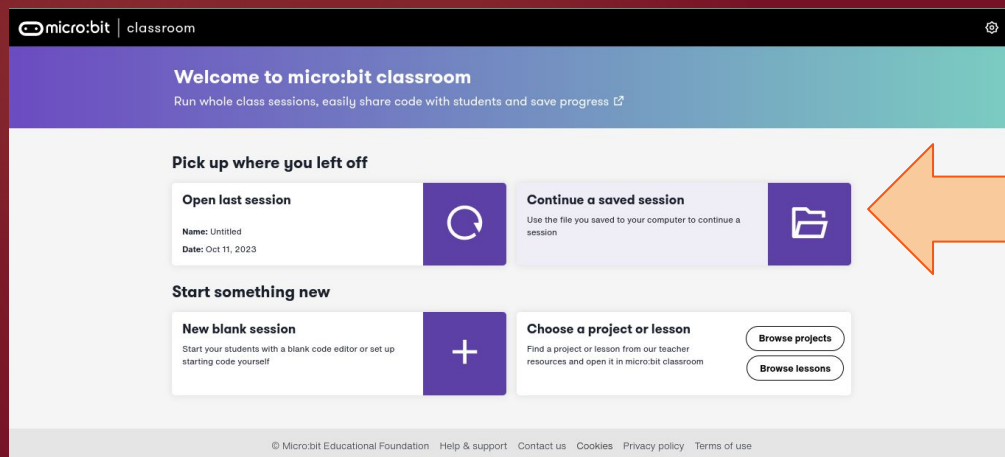 micro:bit | classroom
Welcome to micro:bit classroom
Run whole class sessions, easily share code with students and save progress
Pick up where you left off
Open last session
Name: Untitled
Date: Oct 11, 2023
Continue a saved session
Use the file you saved to your computer to continue a
session
Start something new
New blank session
Start your students with a blank code editor or set up
starting code yourself
Choose a project or lesson
Find a project or lesson from our teacher
resources and open it in micro:bit classroom
Browse projects
Browse lessons
© Micro:bit Educational Foundation Help & support Contact us Cookies Privacy policy Terms of use